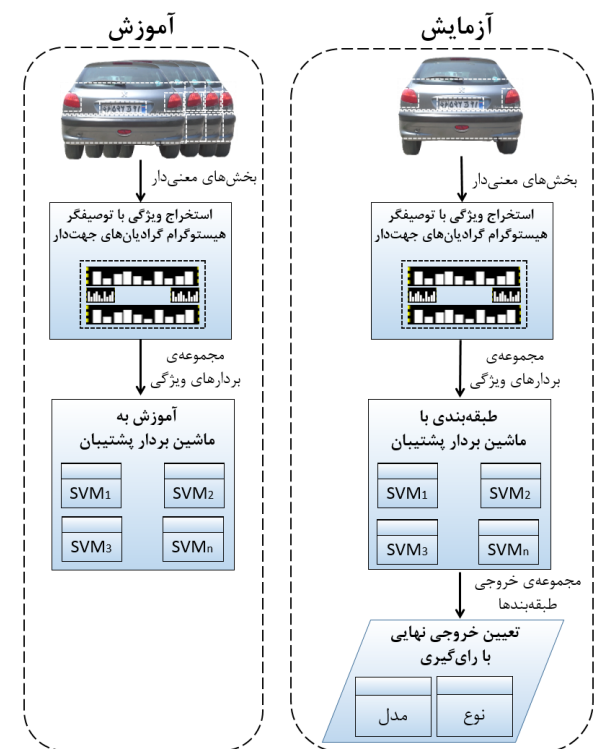 آزمایش
بخش‌های معنی‌دار
استخراج ویژگی با توصیفگر
هیستوگرام گرادیان‌های جهت‌دار
مجموعه‌ی
بردارهای ویژگی
طبقه‌بندی با
ماشین بردار پشتیبان
SVM1
SVM2
SVM3
SVMn
مجموعه‌ی خروجی
طبقه‌بندها
تعیین خروجی نهایی
با رای‌گیری
نوع
مدل
آموزش
بخش‌های معنی‌دار
استخراج ویژگی با توصیفگر
هیستوگرام گرادیان‌های جهت‌دار
مجموعه‌ی
بردارهای ویژگی
آموزش به
ماشین بردار پشتیبان
SVM1
SVM2
SVM3
SVMn